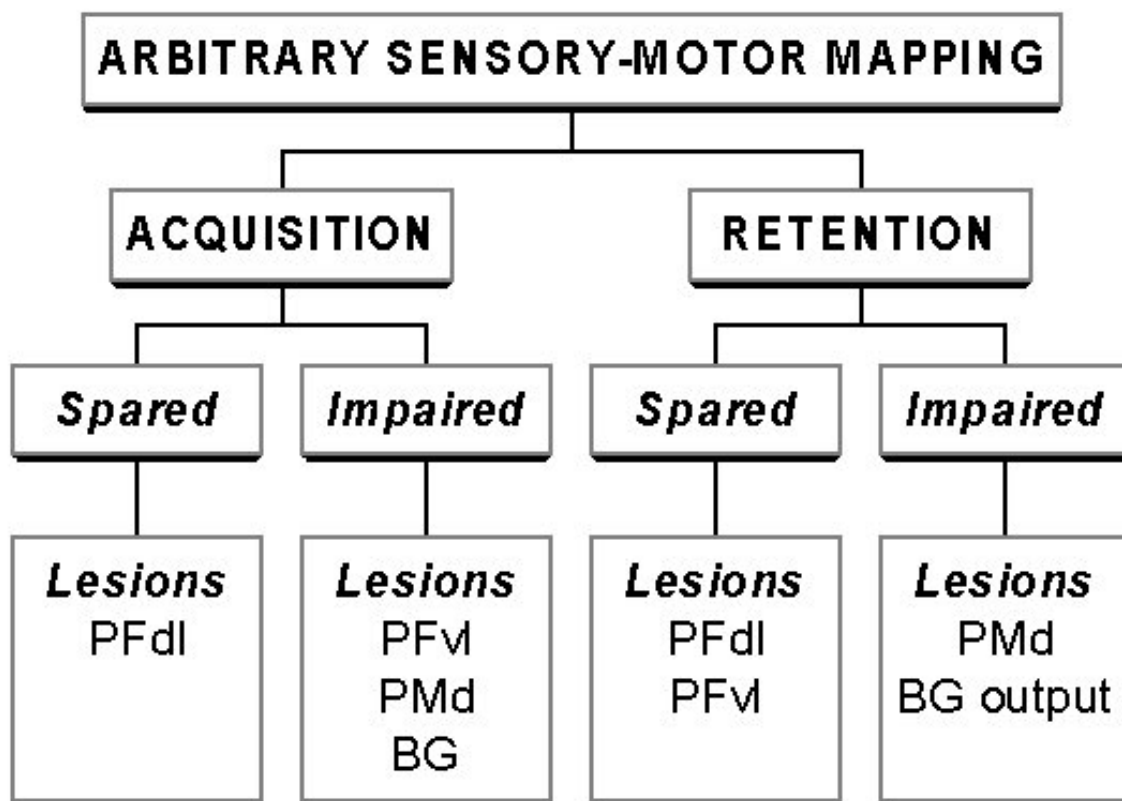 ARBITRARY SENSORY-MOTOR MAPPING
ACQUISITION
RETENTION
Spared
Impaired
Spared
Impaired
Lesions
PFdl
Lesions
PFvl
PMd
BG
Lesions
PFdl
PFvl
Lesions
PMd
BG output